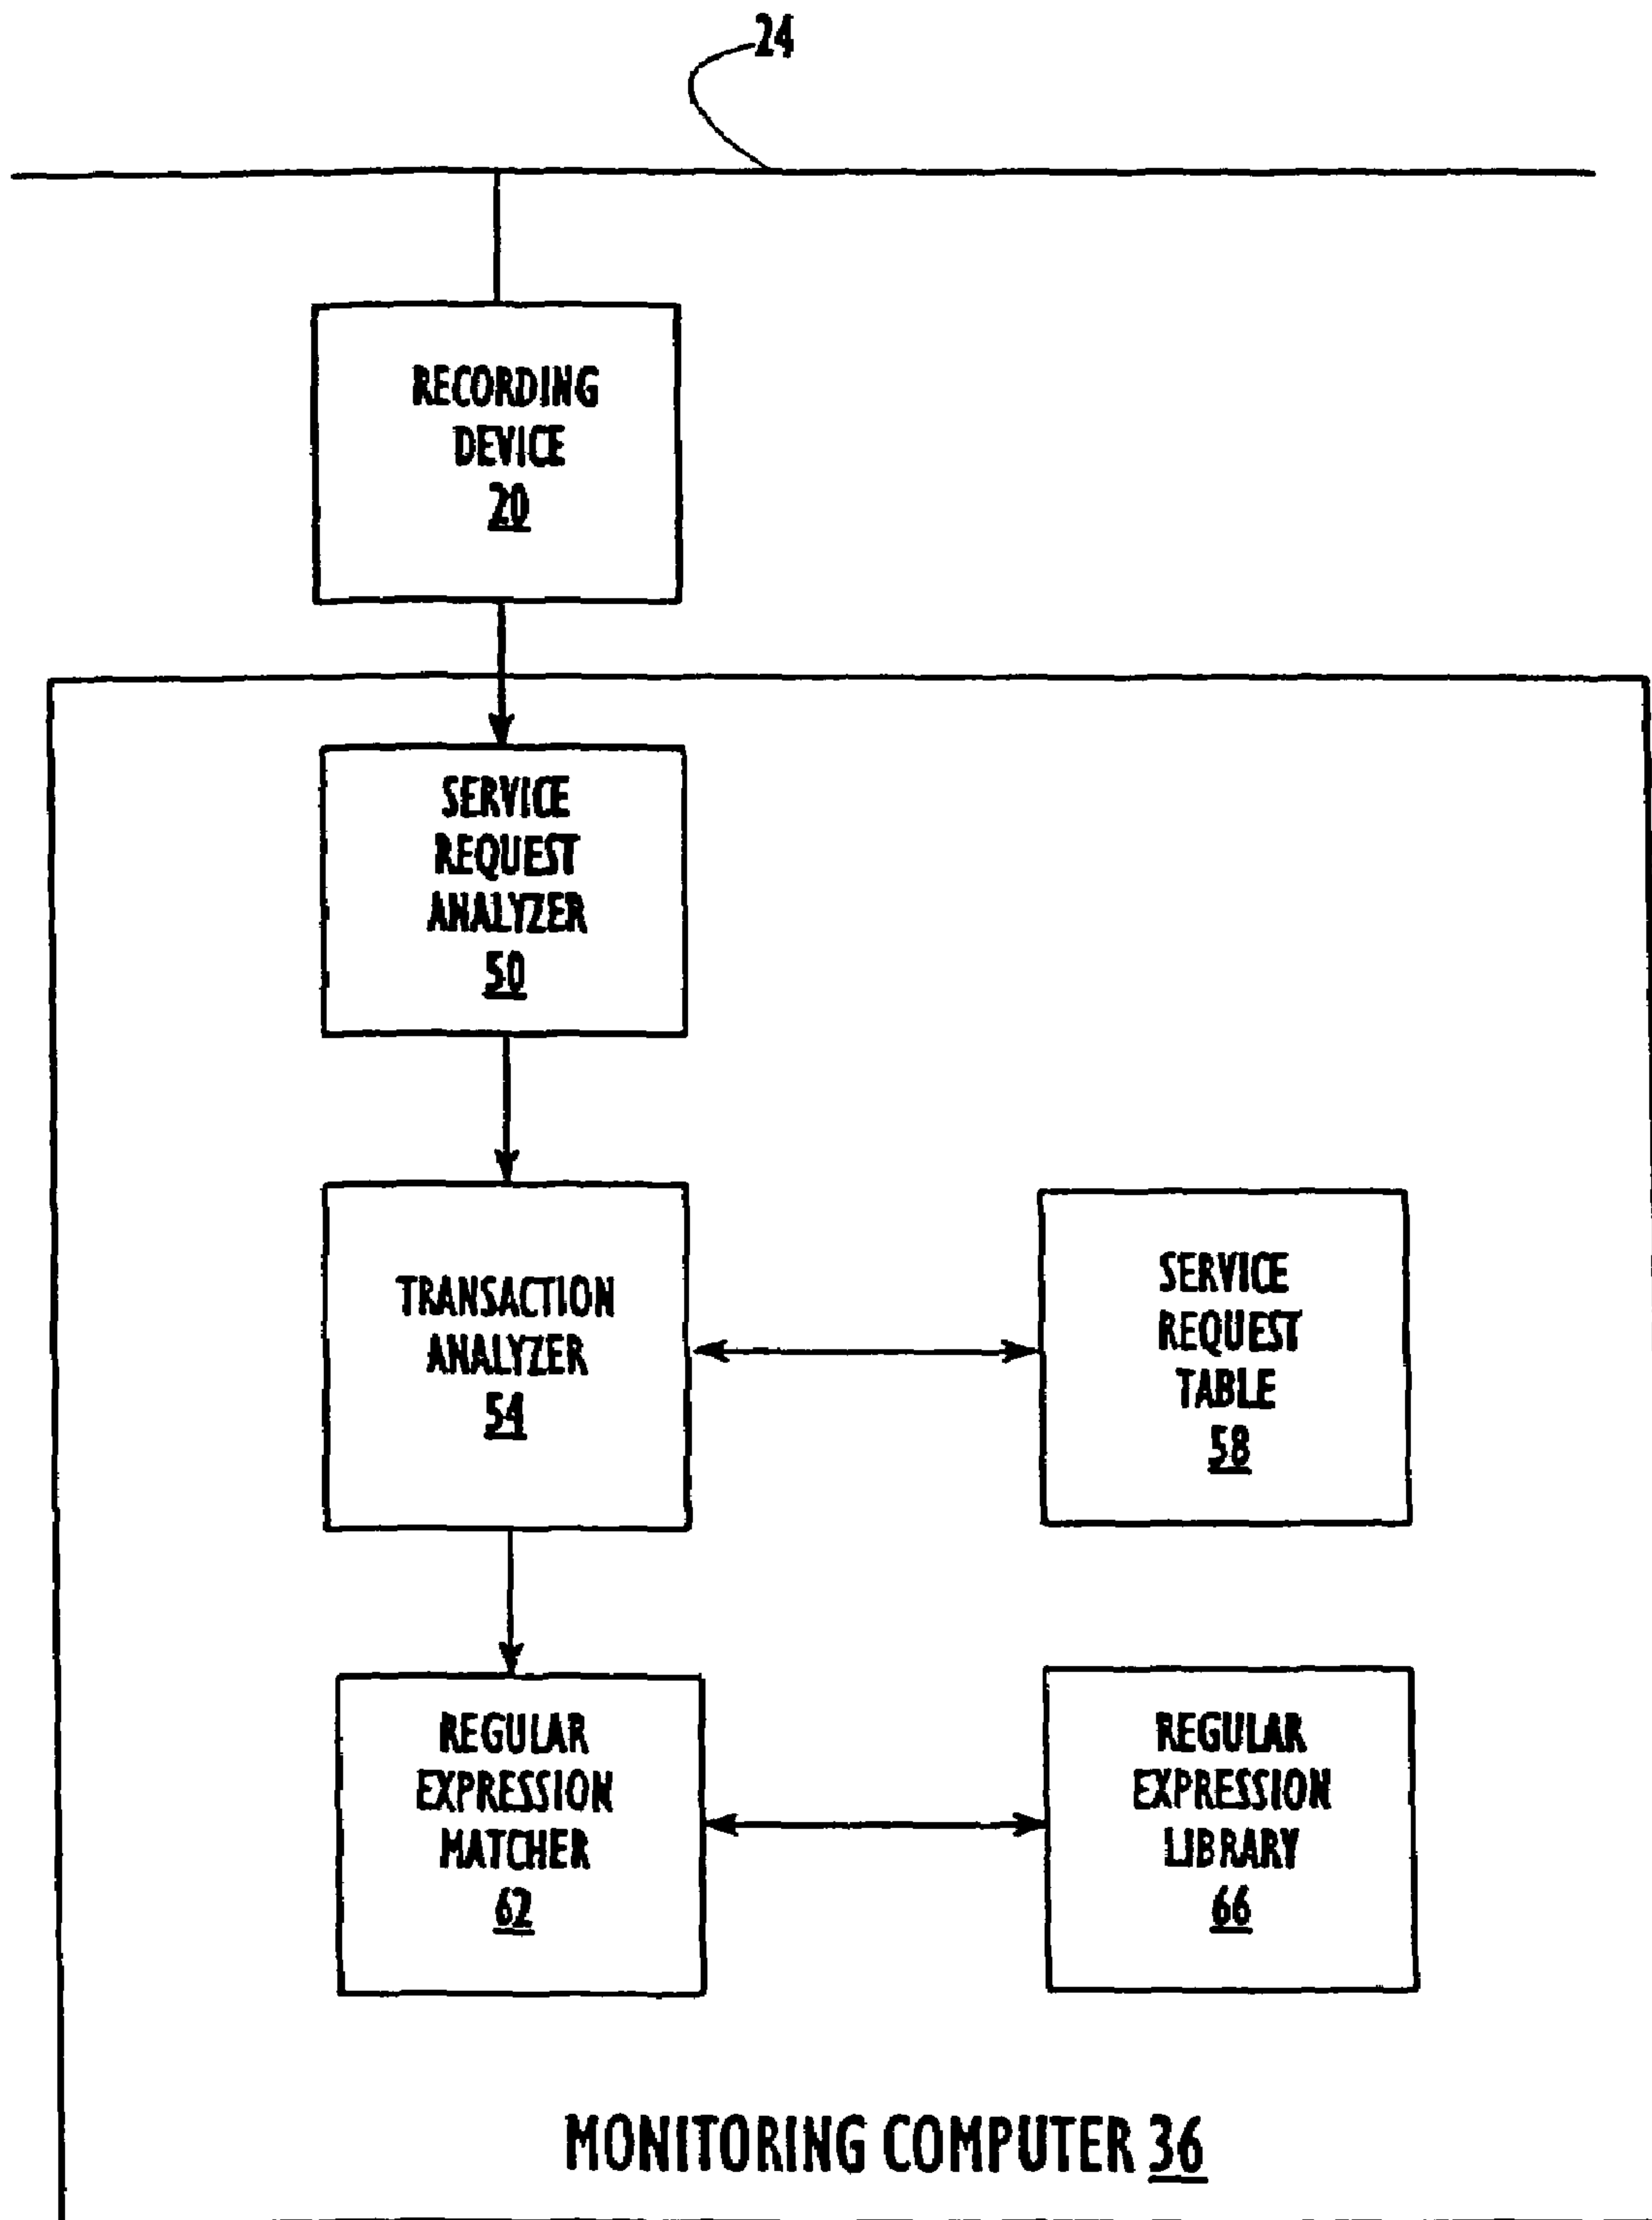 24
RECORDING
DEVICE
20
SERVICE
REQUEST
ANALYZER
50
TRANSACTION
ANALYZER
54
SERVICE
REQUEST
TABLE
58
REGULAR
EXPRESSION
MATCHER
62
REGULAR
EXPRESSION
LIBRARY
66
MONITORING COMPUTER 36